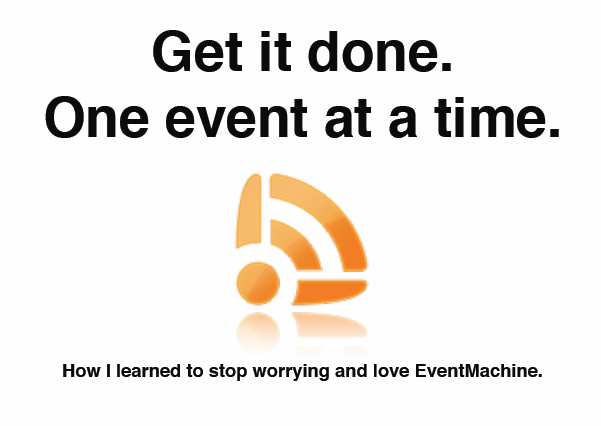 Get it done.
One event at a time.
How I learned to stop worrying and love EventMachine.